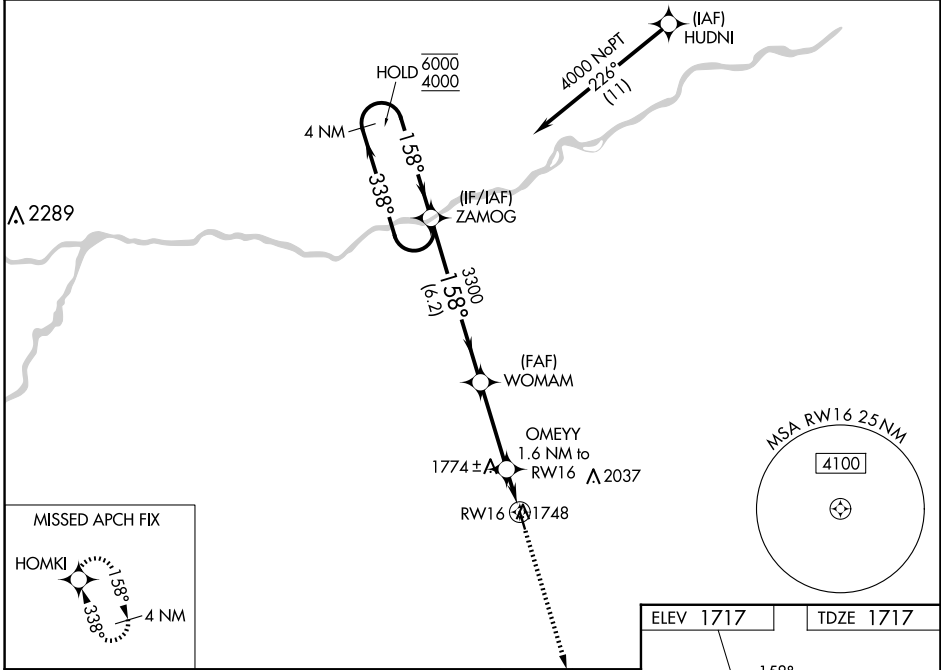 (IAF)
HUDNI
4000 NoPT
226°
(11)
HOLD 6000
4000
4 NM
158°
338°
(IF/IAF)
ZAMOG
2289
3300
158°
(6.2)
(FAF)
WOMAM
OMEYY
1.6 NM to
RW16
1774 ±
2037
RW16
1748
MSA RW16 25 NM
4100
MISSED APCH FIX
HOMKI
158°
338°
4 NM
ELEV 1717
TDZE 1717